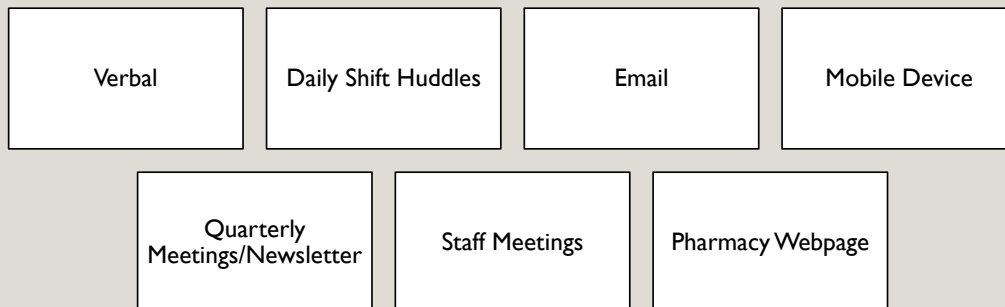 Verbal
Daily Shift Huddles
Email
Mobile Device
Quarterly
Meetings/Newsletter
Staff Meetings
Pharmacy Webpage